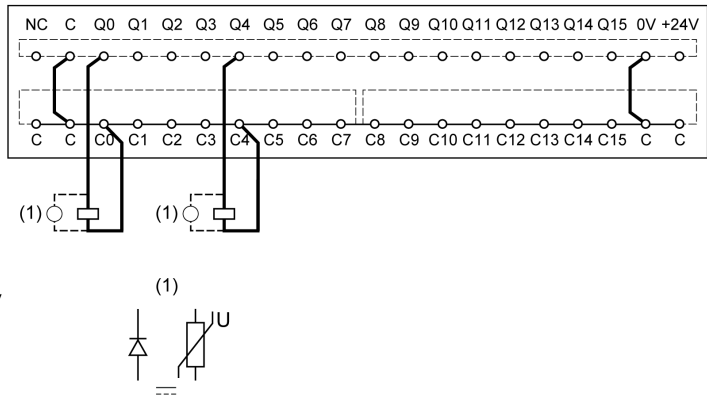 NC C Q0 Q1 Q2 Q3 Q4 Q5 Q6 Q7 Q8 Q9 Q10 Q11 Q12 Q13 Q14 Q15 0V +24V
C C C0 C1 C2 C3 C4 C5 C6 C7 C8 C9 C10 C11 C12 C13 C14 C15 C C
(1) (1)
(1)
U